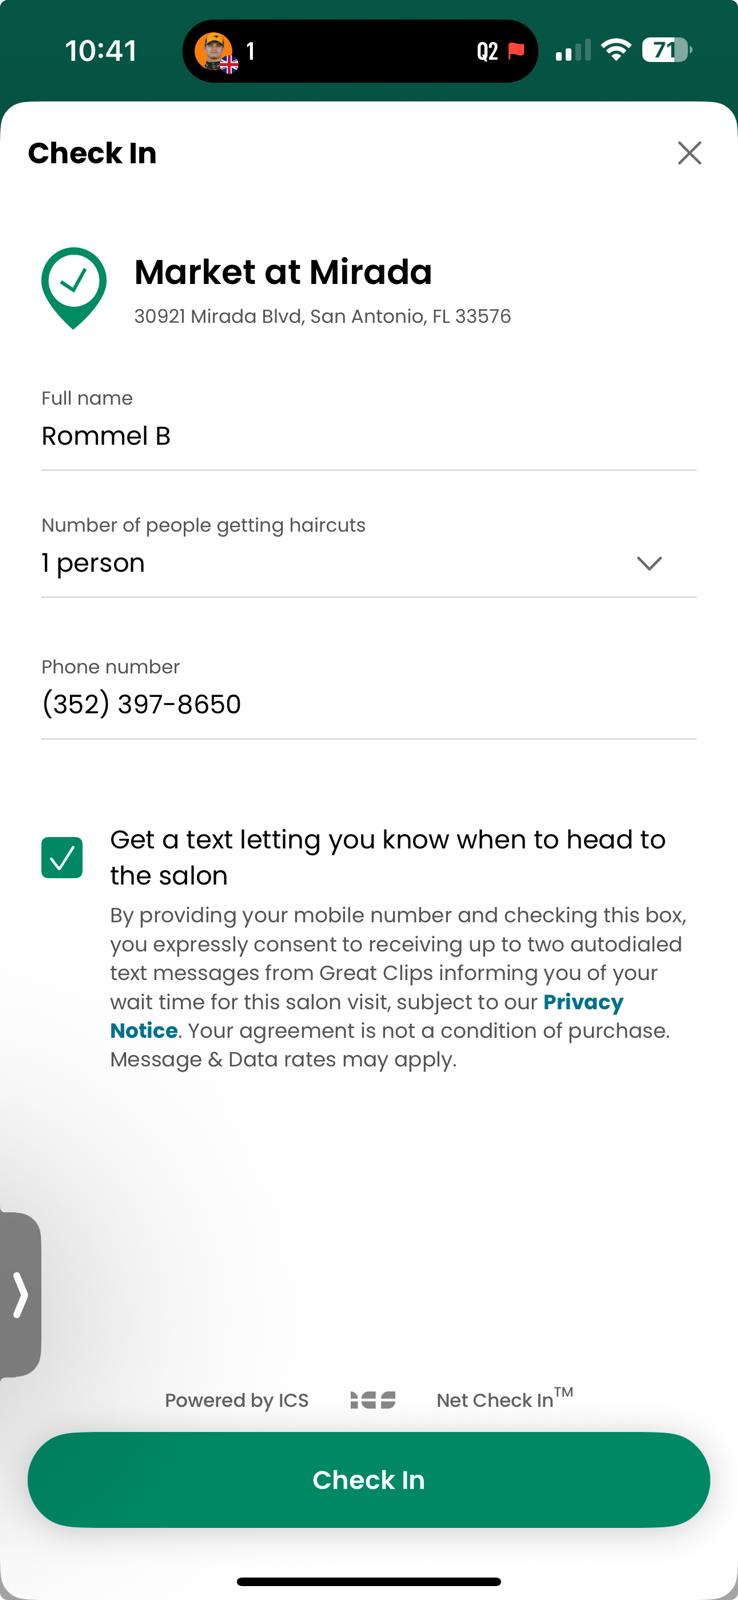 10:41
1
Q2
71
Check In
Market at Mirada
30921 Mirada Blvd, San Antonio, FL 33576
Full name
Rommel B
Number of people getting haircuts
1 person
Phone number
(352) 397-8650
Get a text letting you know when to head to
the salon
By providing your mobile number and checking this box,
you expressly consent to receiving up to two autodialed
text messages from Great Clips informing you of your
wait time for this salon visit, subject to our Privacy
Notice. Your agreement is not a condition of purchase.
Message & Data rates may apply.
Powered by ICS ICS Net Check In™
Check In